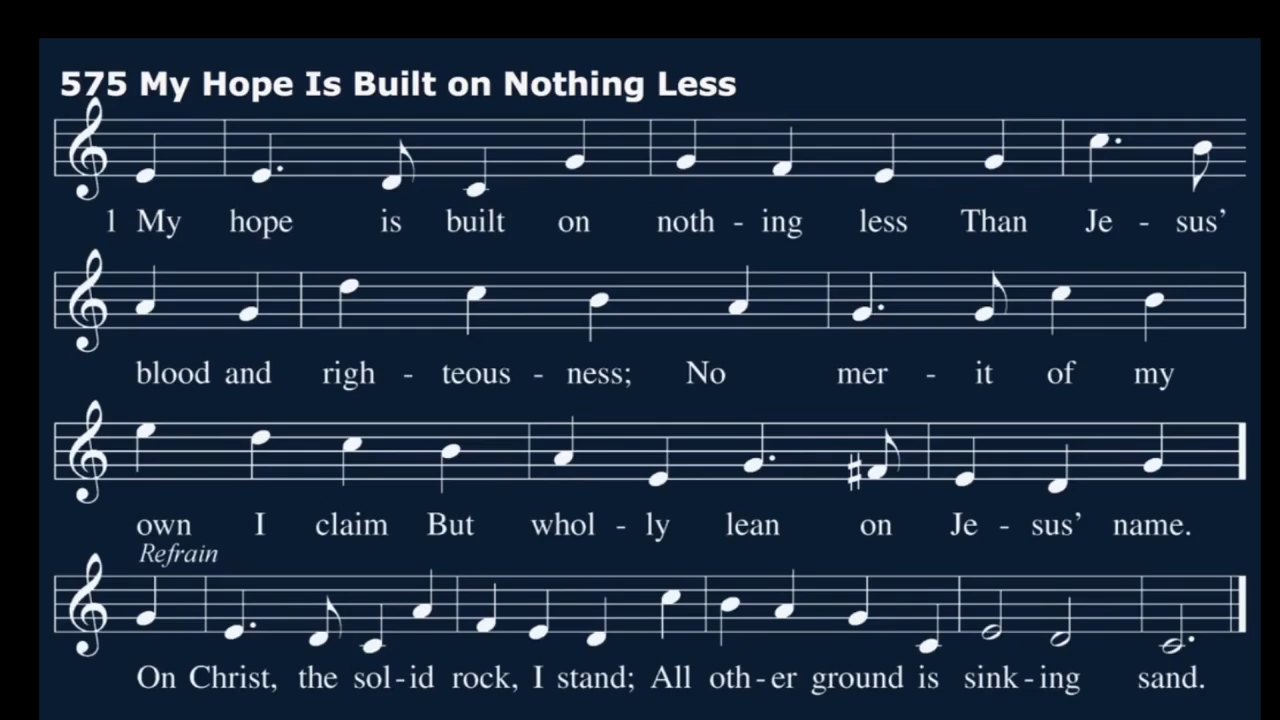 575 My Hope Is Built on Nothing Less
1 My hope is built on noth - ing less Than Je - sus’
blood and righ - teous - ness; No mer - it of my
own I claim But whol - ly lean on Je - sus’ name.
Refrain
On Christ, the sol - id rock, I stand; All oth - er ground is sink - ing sand.